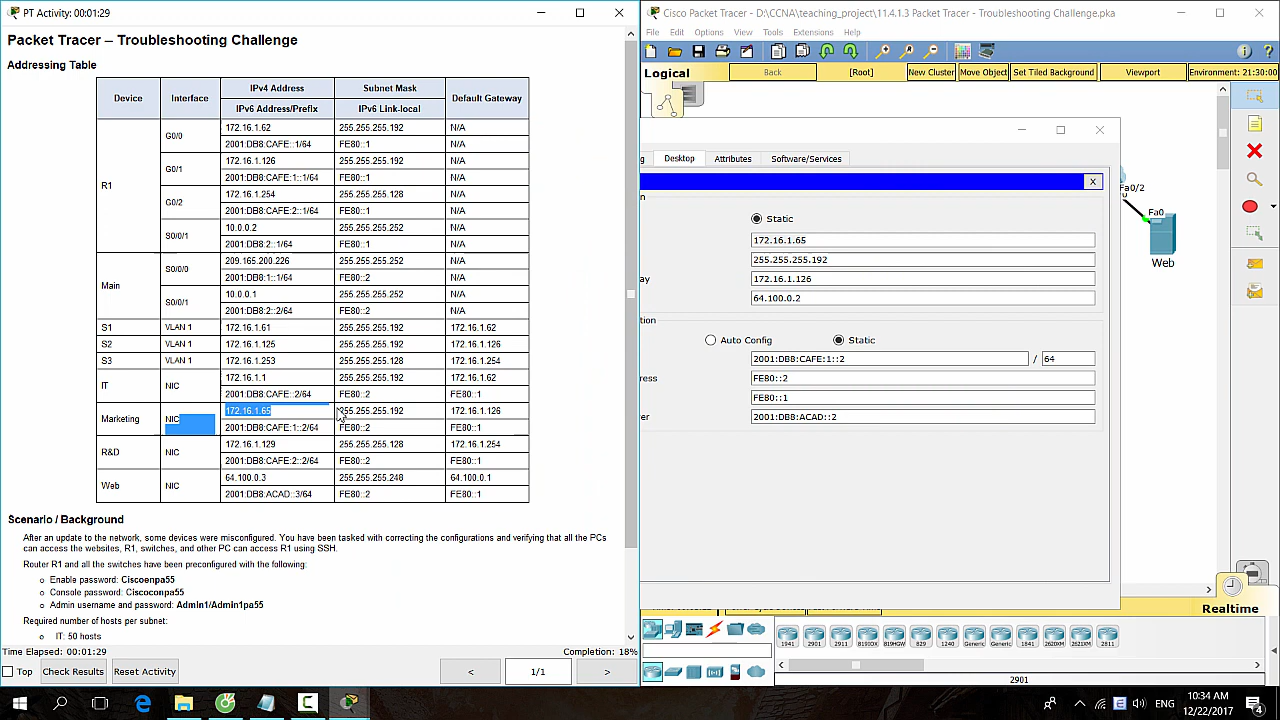 PT Activity: 00:01:29
Packet Tracer – Troubleshooting Challenge
Addressing Table
Device Interface IPv4 Address Subnet Mask Default Gateway
IPv6 Address/Prefix IPv6 Link-local
R1 G0/0 172.16.1.62 255.255.255.192 N/A
2001:DB8:CAFE::1/64 FE80::1 N/A
G0/1 172.16.1.126 255.255.255.192 N/A
2001:DB8:CAFE:1::1/64 FE80::1 N/A
G0/2 172.16.1.254 255.255.255.128 N/A
2001:DB8:CAFE:2::1/64 FE80::1 N/A
S0/0/1 10.0.0.2 255.255.255.252 N/A
2001:DB8:2::1/64 FE80::1 N/A
Main S0/0/0 209.165.200.226 255.255.255.252 N/A
2001:DB8:1::1/64 FE80::2 N/A
S0/0/1 10.0.0.1 255.255.255.252 N/A
2001:DB8:2::2/64 FE80::2 N/A
S1 VLAN 1 172.16.1.61 255.255.255.192 172.16.1.62
S2 VLAN 1 172.16.1.125 255.255.255.192 172.16.1.126
S3 VLAN 1 172.16.1.253 255.255.255.128 172.16.1.254
IT NIC 172.16.1.1 255.255.255.192 172.16.1.62
2001:DB8:CAFE::2/64 FE80::2 FE80::1
Marketing NIC 172.16.1.65 255.255.255.192 172.16.1.126
2001:DB8:CAFE:1::2/64 FE80::2 FE80::1
R&D NIC 172.16.1.129 255.255.255.128 172.16.1.254
2001:DB8:CAFE:2::2/64 FE80::2 FE80::1
Web NIC 64.100.0.3 255.255.255.248 64.100.0.1
2001:DB8:ACAD::3/64 FE80::2 FE80::1
Scenario / Background
After an update to the network, some devices were misconfigured. You have been tasked with correcting the configurations and verifying that all the PCs
can access the websites, R1, switches, and other PC can access R1 using SSH.
Router R1 and all the switches have been preconfigured with the following:
o Enable password: Ciscoenpa55
o Console password: Ciscoconpa55
o Admin username and password: Admin1/Admin1pa55
Required number of hosts per subnet:
o IT: 50 hosts
Time Elapsed: 00:01:29 Completion: 18%
Top Check Results Reset Activity < 1/1 >
Cisco Packet Tracer - D:\CCNA\teaching_project\11.4.1.3 Packet Tracer - Troubleshooting Challenge.pka
File Edit Options View Tools Extensions Help
Logical Back [Root] New Cluster Move Object Set Tiled Background Viewport Environment: 21:30:00
g Desktop Attributes Software/Services
X
n
Static
172.16.1.65
255.255.255.192
ay 172.16.1.126
64.100.0.2
tion
Auto Config Static
2001:DB8:CAFE:1::2 / 64
ress FE80::2
FE80::1
er 2001:DB8:ACAD::2
Fa0/2
Fa0
Web
Realtime
1941 2901 2911 819IOX 819HGW 829 1240 Generic Generic 1841 2620XM 2621XM 2811
2901
ENG 10:34 AM
12/22/2017
4